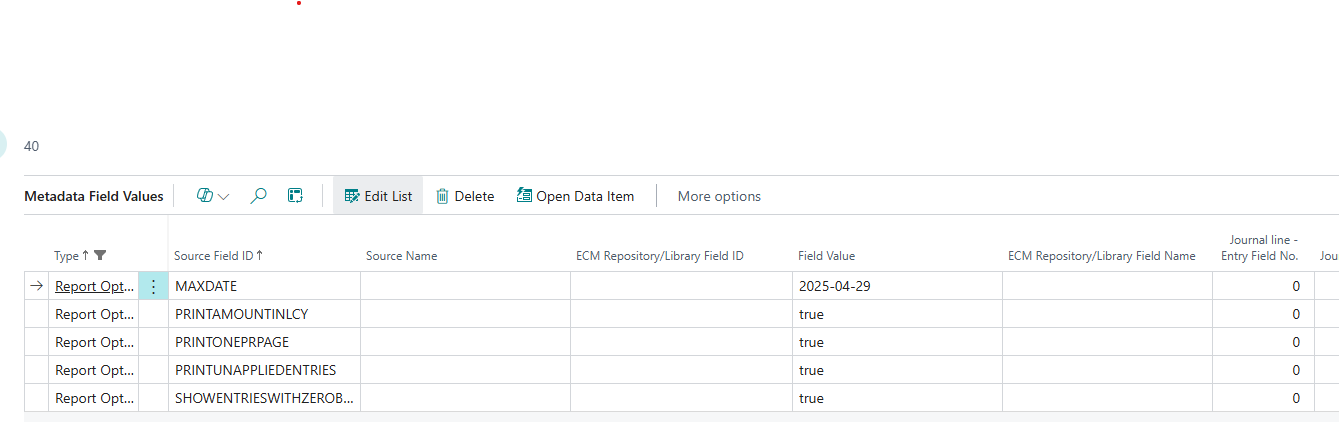 40
Metadada Field Values Edit List Delete Open Data Item More options
Journal line -
Type Source Field ID Source Name ECM Repository/Library Field ID Field Value ECM Repository/Library Field Name Entry Field No. Jou
Report Opt... MAXDATE 2025-04-29 0
Report Opt... PRINTAMOUNTINLCY true 0
Report Opt... PRINTONEPRPAGE true 0
Report Opt... PRINTUNAPPLIEDENTRIES true 0
Report Opt... SHOWENTRIESWITHZEROB... true 0